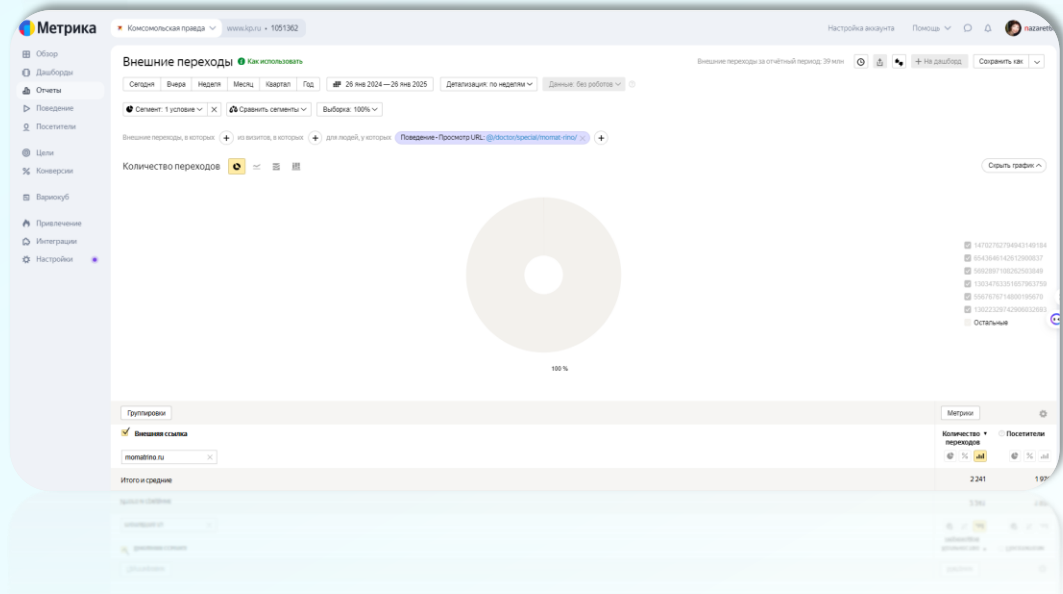 Метрика
Комсомольская правда www.kp.ru • 1051362
Настройка аккаунта Помощь
Обзор
Дашборды
Отчеты
Поведение
Посетители
Цели
Конверсии
Вариокуб
Привлечение
Интеграции
Настройки
Внешние переходы Как использовать
Внешние переходы за отчётный период: 39 млн
+ На дашборд Сохранить как
Сегодня Вчера Неделя Месяц Квартал Год 26 янв 2024 — 26 янв 2025 Детализация: по неделям Данные: без роботов
Сегмент: 1 условие × Сравнить сегменты Выборка: 100%
Внешние переходы, в которых + из визитов, в которых + для людей, у которых Поведение - Просмотр URL: @/doctor/special/momat-rino/ × +
Количество переходов
Скрыть график
Остальные
100 %
Группировки
Метрики
Внешняя ссылка
Количество переходов
Посетители
momatrino.ru ×
Итого и средние
2 241